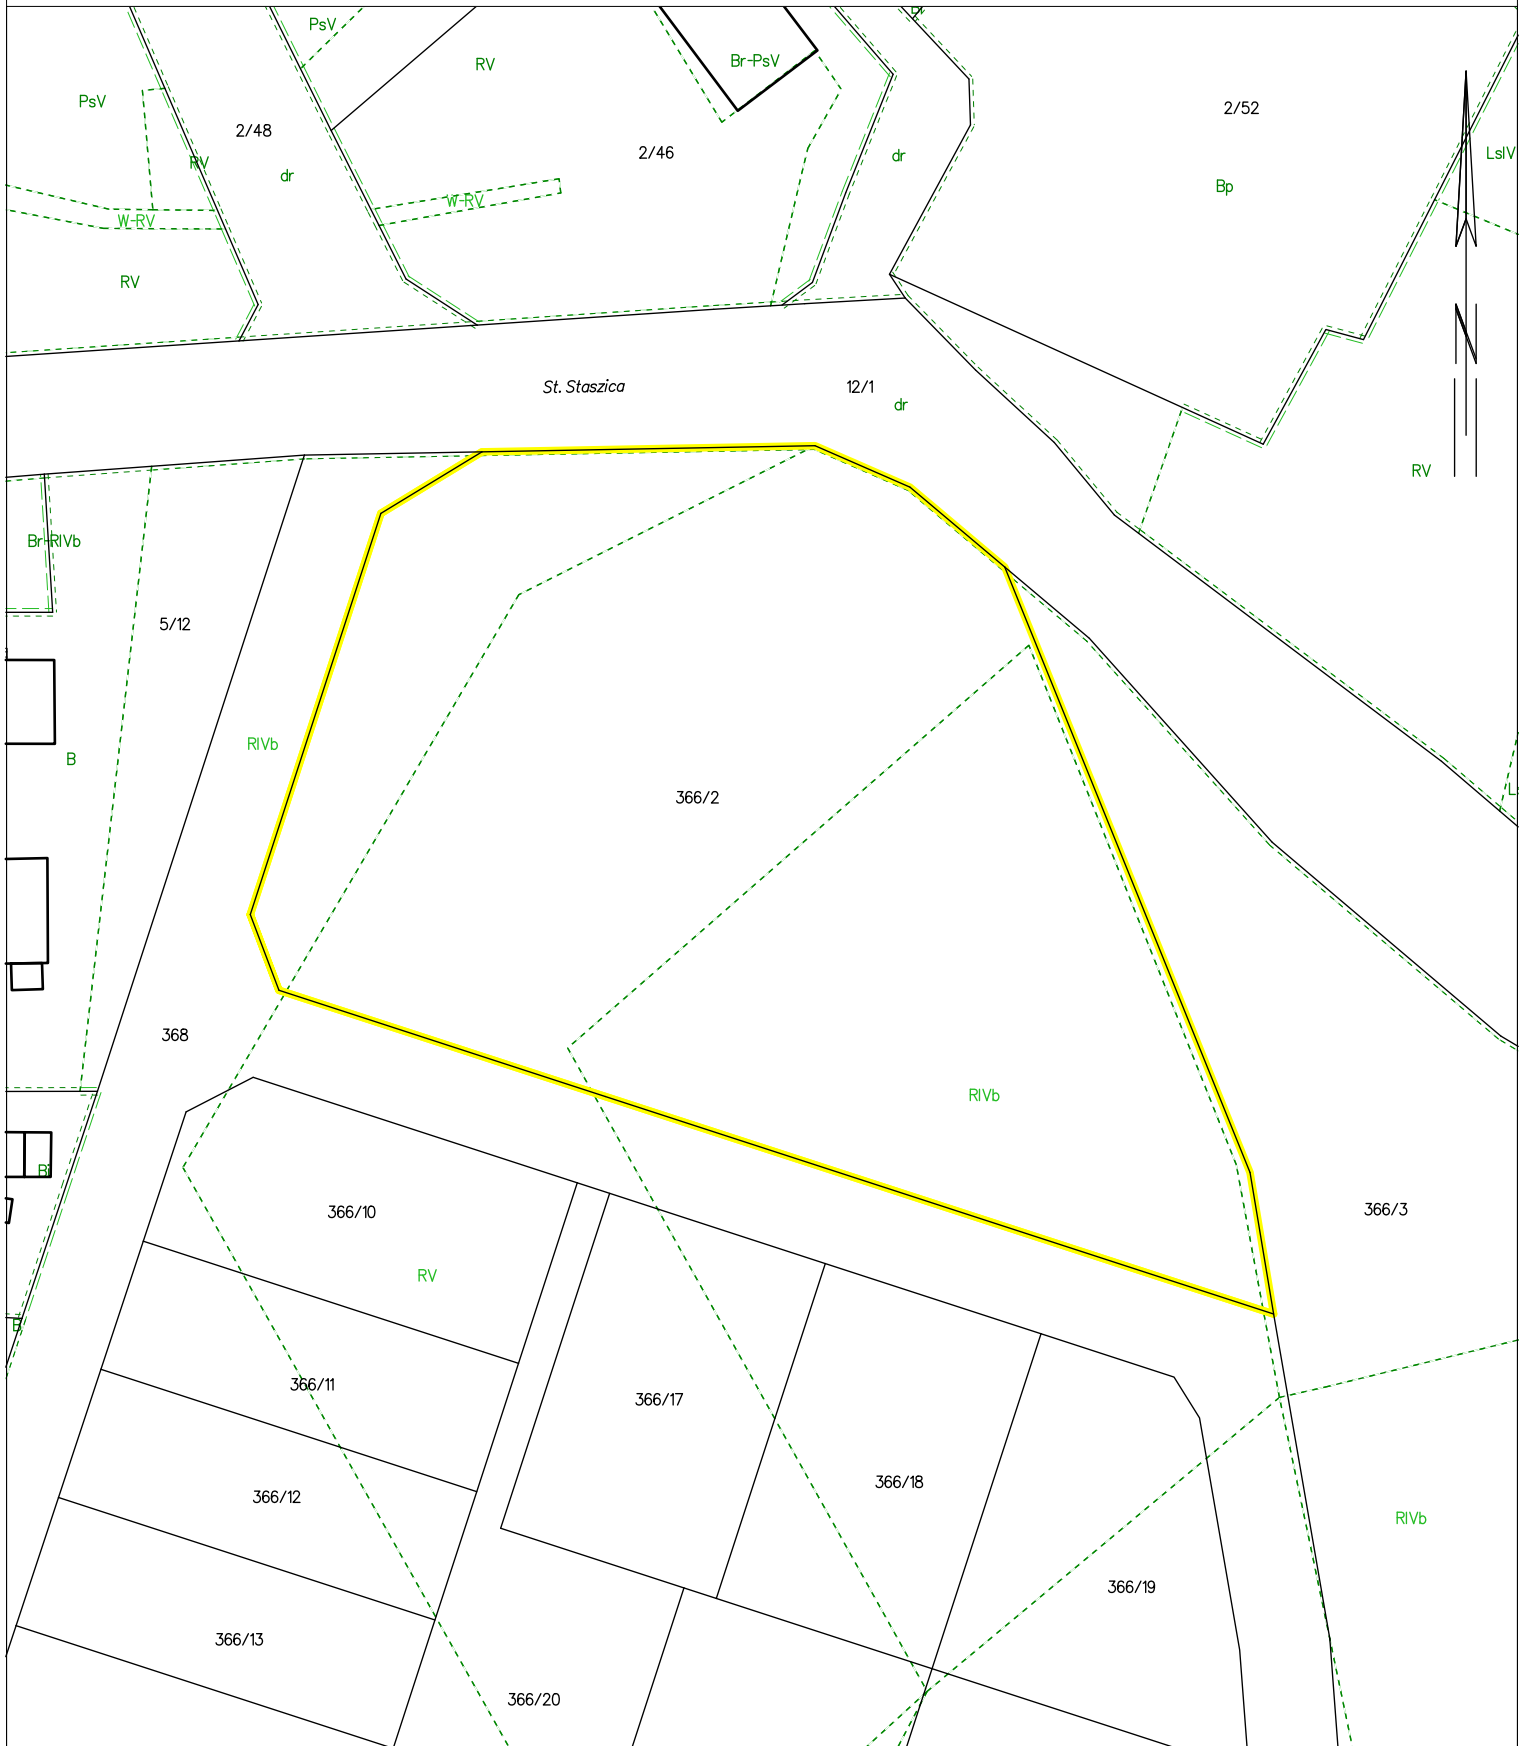 PsV
RV
Br-PsV
PsV
2/52
2/48
2/46
dr
LsIV
RV
dr
Bp
W-RV
W-RV
RV
N
St. Staszica
12/1
dr
RV
Br-RIVb
5/12
RIVb
B
366/2
368
RIVb
Bi
366/10
366/3
RV
B
366/11
366/17
366/18
366/12
RIVb
366/19
366/13
366/20